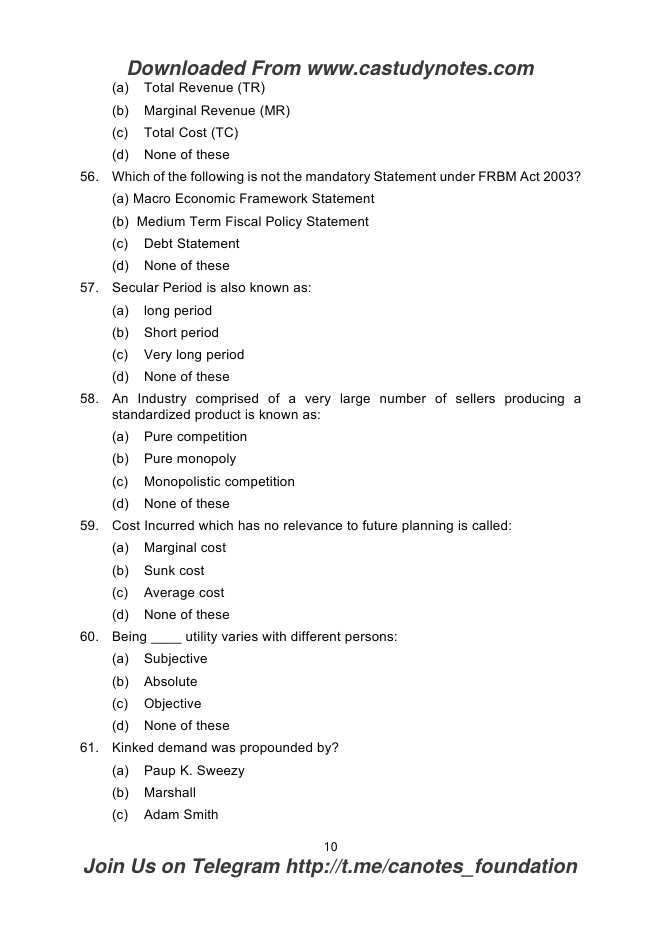 Downloaded From www.castudynotes.com
(a) Total Revenue (TR)
(b) Marginal Revenue (MR)
(c) Total Cost (TC)
(d) None of these
56. Which of the following is not the mandatory Statement under FRBM Act 2003?
(a) Macro Economic Framework Statement
(b) Medium Term Fiscal Policy Statement
(c) Debt Statement
(d) None of these
57. Secular Period is also known as:
(a) long period
(b) Short period
(c) Very long period
(d) None of these
58. An Industry comprised of a very large number of sellers producing a
standardized product is known as:
(a) Pure competition
(b) Pure monopoly
(c) Monopolistic competition
(d) None of these
59. Cost Incurred which has no relevance to future planning is called:
(a) Marginal cost
(b) Sunk cost
(c) Average cost
(d) None of these
60. Being ____ utility varies with different persons:
(a) Subjective
(b) Absolute
(c) Objective
(d) None of these
61. Kinked demand was propounded by?
(a) Paup K. Sweezy
(b) Marshall
(c) Adam Smith
10
Join Us on Telegram http://t.me/canotes_foundation